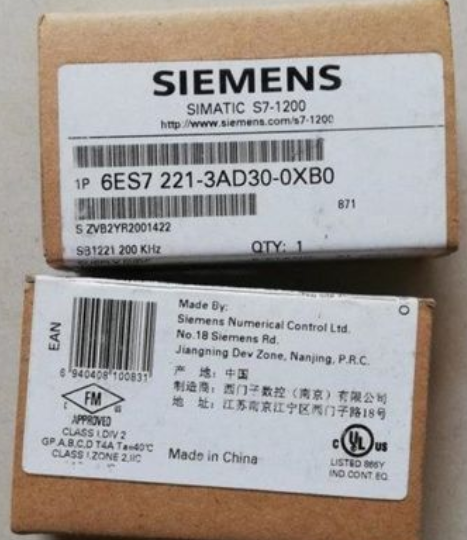 SIEMENS
SIMATIC S7-1200
http://www.siemens.com/s7-1200
1P 6ES7 221-3AD30-0XB0
871
S ZVB2YR2001422
SB1221 200 KHz
QTY: 1
EAN
6 940408 100831
Made By:
Siemens Numerical Control Ltd.
No.18 Siemens Rd.
Jiangning Dev Zone, Nanjing, P.R.C.
产 地: 中国
制造商: 西门子数控(南京)有限公司
地 址: 江苏南京江宁区西门子路18号
FM
C US
APPROVED
CLASS I,DIV 2
GP.A,B,C,D T4A Ta=40°C
CLASS I,ZONE 2,IIC
Made in China
C UL US
LISTED 866Y
IND.CONT.EQ.